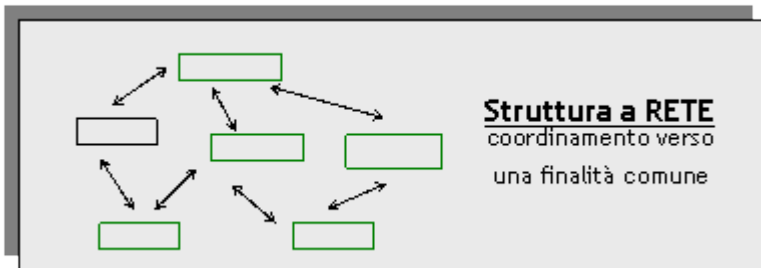 Struttura a RETE
coordinamento verso
una finalità comune